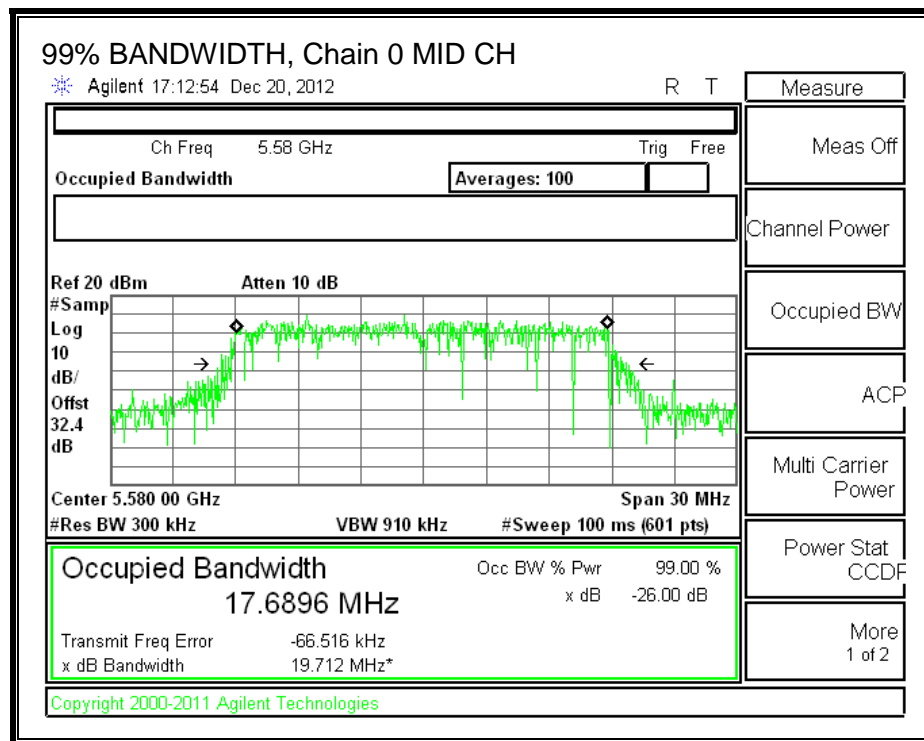 99% BANDWIDTH, Chain 0 MID CH
Agilent 17:12:54 Dec 20, 2012 R T
Measure
Ch Freq 5.58 GHz Trig Free
Occupied Bandwidth Averages: 100
Meas Off
Channel Power
Ref 20 dBm Atten 10 dB
#Samp
Log
10
dB/
Offst
32.4
dB
Occupied BW
ACP
Multi Carrier
Power
Center 5.580 00 GHz Span 30 MHz
#Res BW 300 kHz VBW 910 kHz #Sweep 100 ms (601 pts)
Power Stat
CCDF
Occupied Bandwidth Occ BW % Pwr 99.00 %
17.6896 MHz x dB -26.00 dB
Transmit Freq Error -66.516 kHz
x dB Bandwidth 19.712 MHz*
More
1 of 2
Copyright 2000-2011 Agilent Technologies